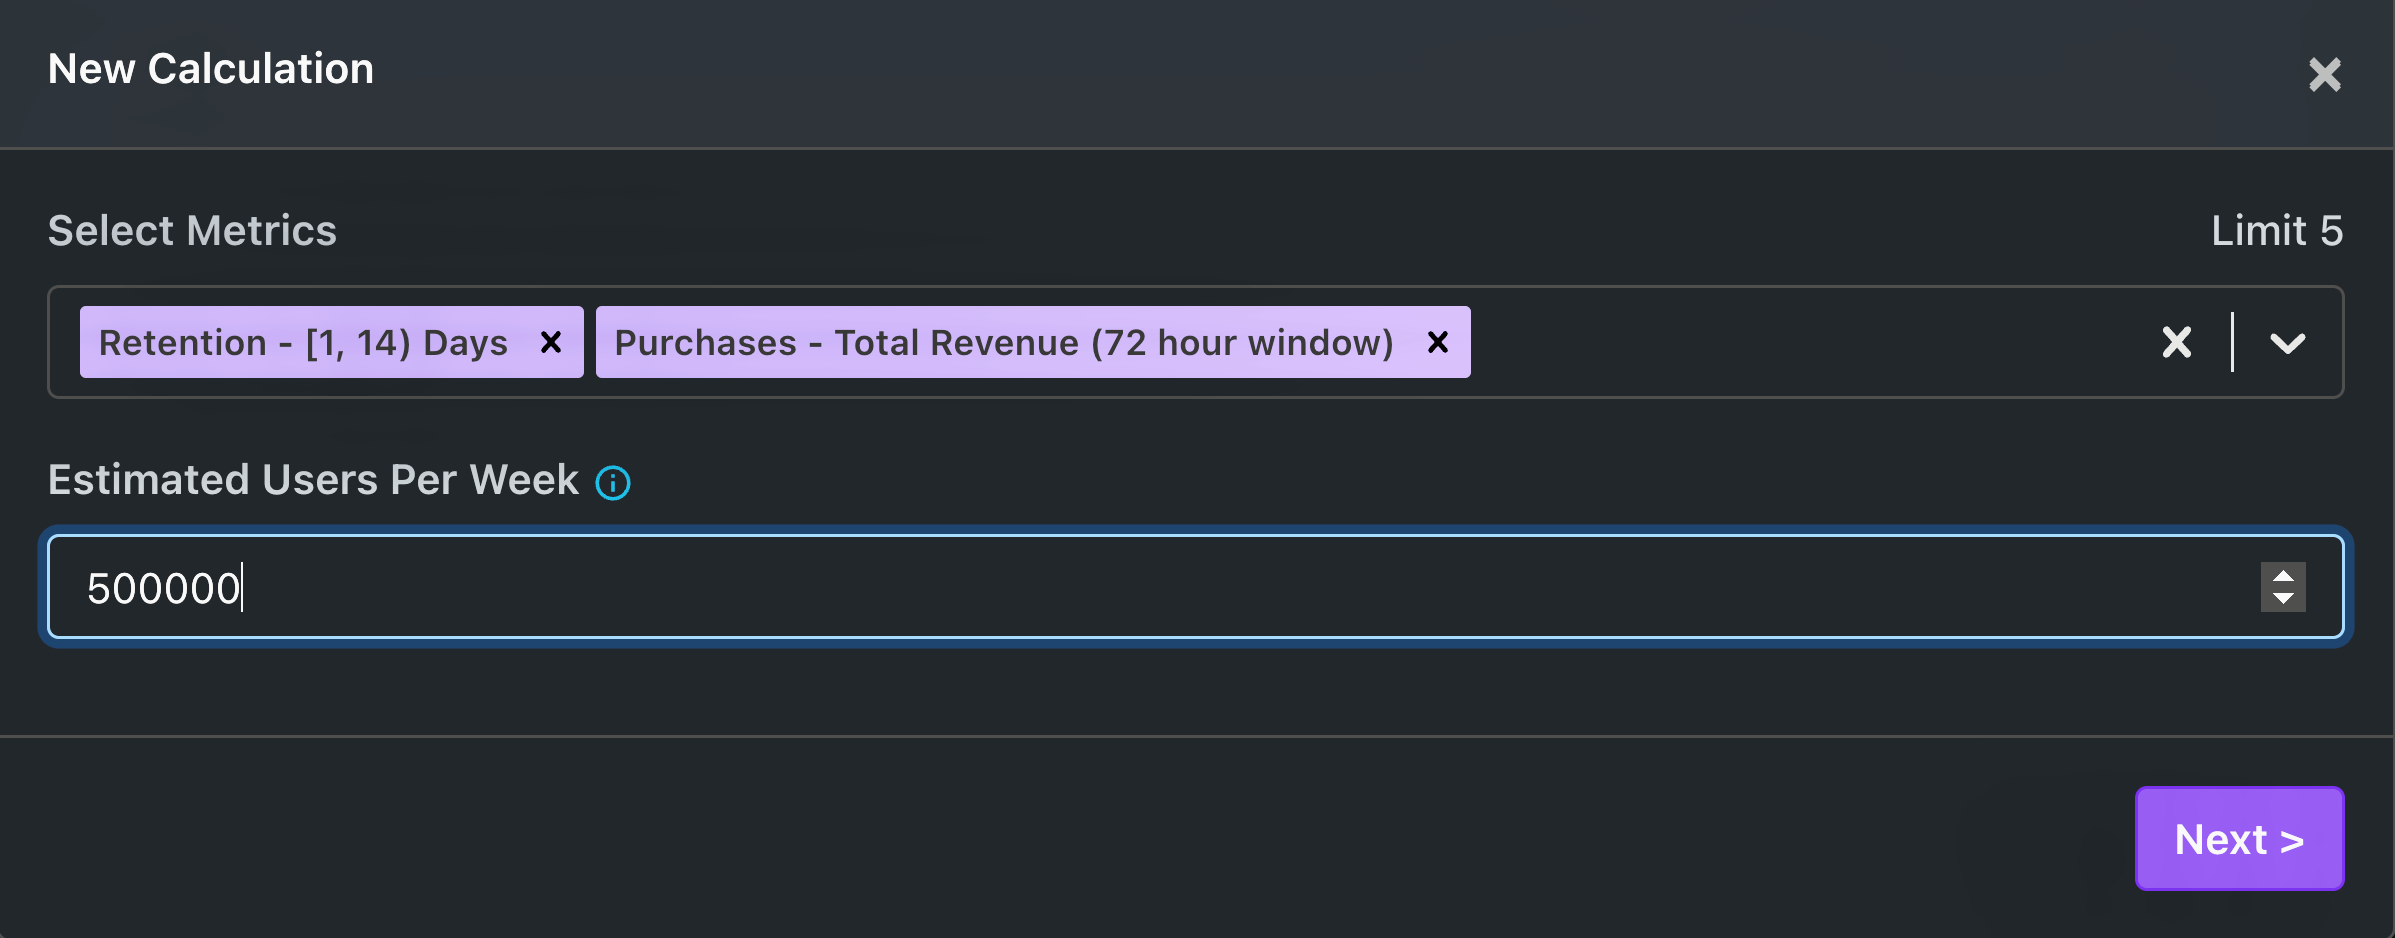 New Calculation
Select Metrics
Limit 5
Retention - [1, 14) Days
Purchases - Total Revenue (72 hour window)
Estimated Users Per Week
500000
Next >